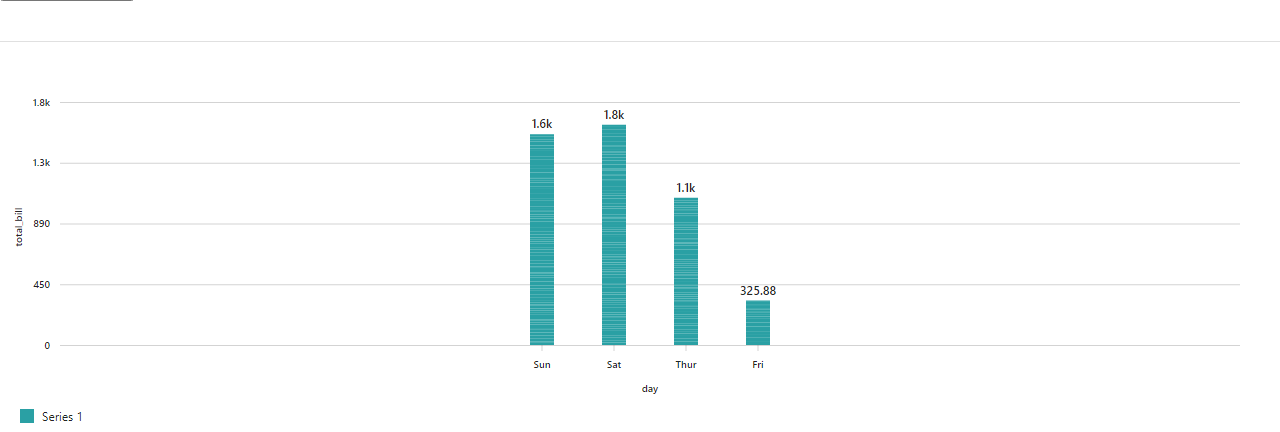 1.8k
1.3k
890
450
0
total_bill
1.6k
1.8k
1.1k
325.88
Sun
Sat
Thur
Fri
day
Series 1